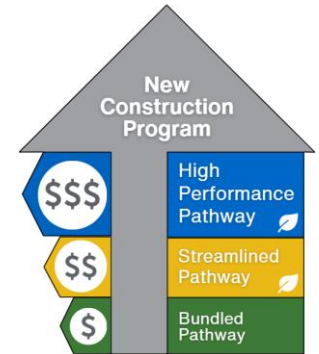 New
Construction
Program
$$$
High
Performance
Pathway
$$
Streamlined
Pathway
$
Bundled
Pathway